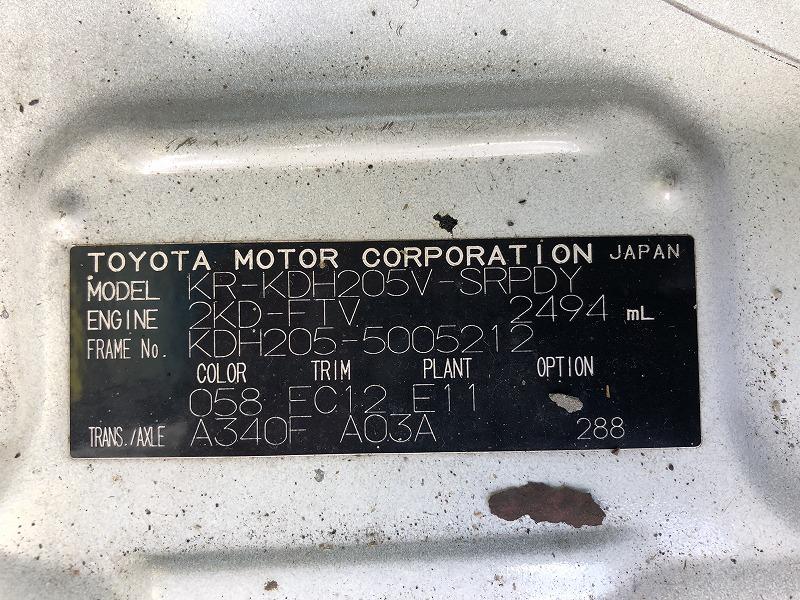 TOYOTA MOTOR CORPORATION JAPAN
MODEL KR-KDH205V-SRPDY
ENGINE 2KD-FTV 2494 mL
FRAME No. KDH205-5005212
COLOR TRIM PLANT OPTION
058 FC12 E11
TRANS./AXLE A340F A03A 288